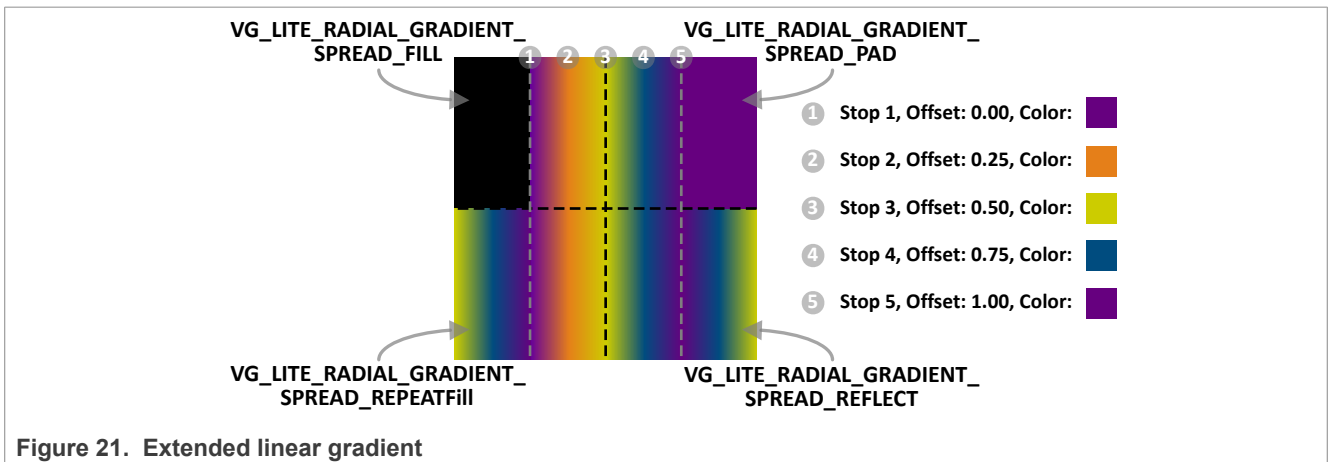 VG_LITE_RADIAL_GRADIENT_
SPREAD_FILL
VG_LITE_RADIAL_GRADIENT_
SPREAD_PAD
1 2 3 4 5
1 Stop 1, Offset: 0.00, Color:
2 Stop 2, Offset: 0.25, Color:
3 Stop 3, Offset: 0.50, Color:
4 Stop 4, Offset: 0.75, Color:
5 Stop 5, Offset: 1.00, Color:
VG_LITE_RADIAL_GRADIENT_
SPREAD_REPEATFill
VG_LITE_RADIAL_GRADIENT_
SPREAD_REFLECT
Figure 21. Extended linear gradient